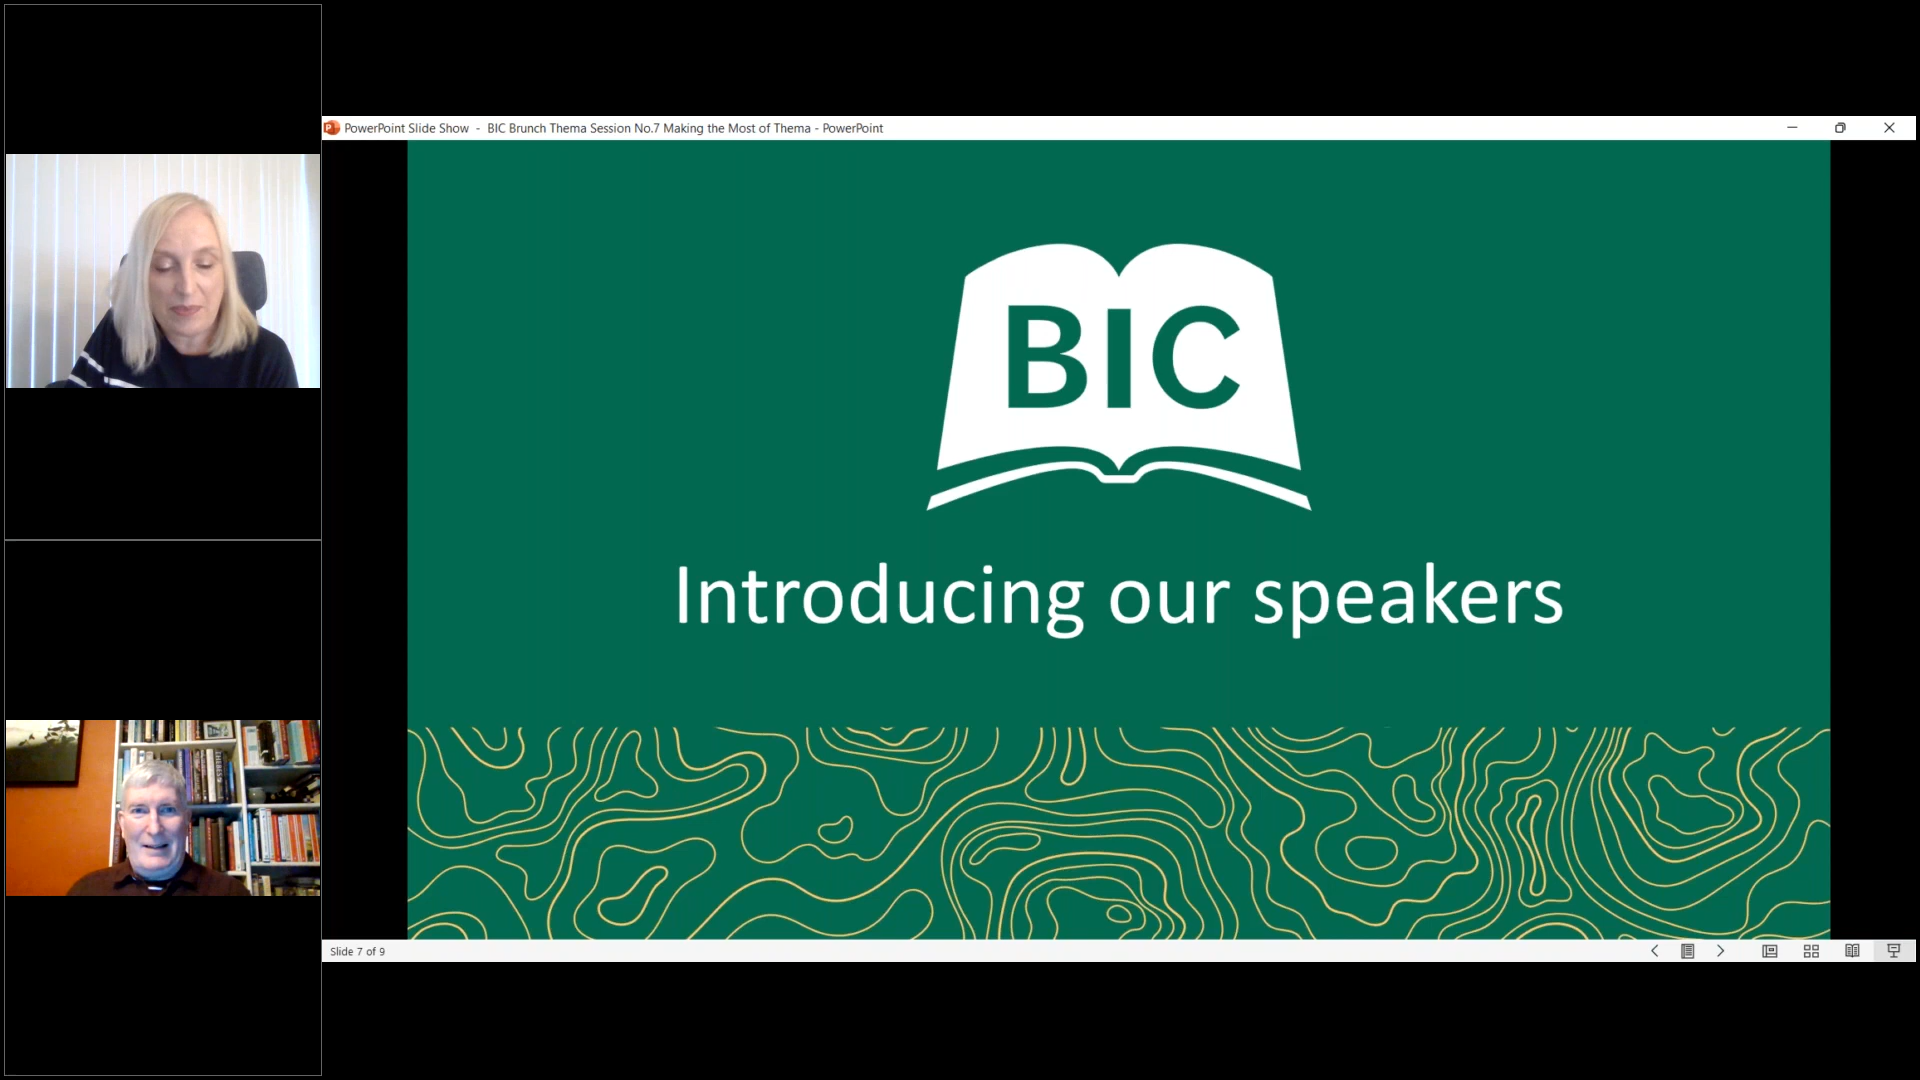 PowerPoint Slide Show - BIC Brunch Thema Session No.7 Making the Most of Thema - PowerPoint
BIC
Introducing our speakers
Slide 7 of 9